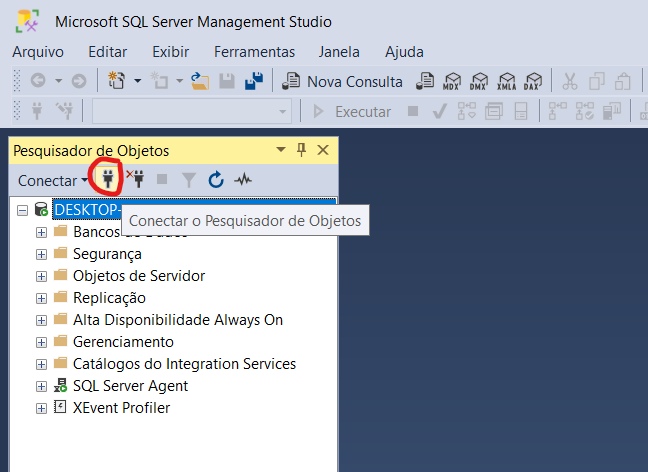 Microsoft SQL Server Management Studio
Arquivo Editar Exibir Ferramentas Janela Ajuda
Nova Consulta MDX DMX XMLA DAX
Executar
Pesquisador de Objetos
Conectar
DESKTOP-
Conectar o Pesquisador de Objetos
Bancos de Dados
Segurança
Objetos de Servidor
Replicação
Alta Disponibilidade Always On
Gerenciamento
Catálogos do Integration Services
SQL Server Agent
XEvent Profiler